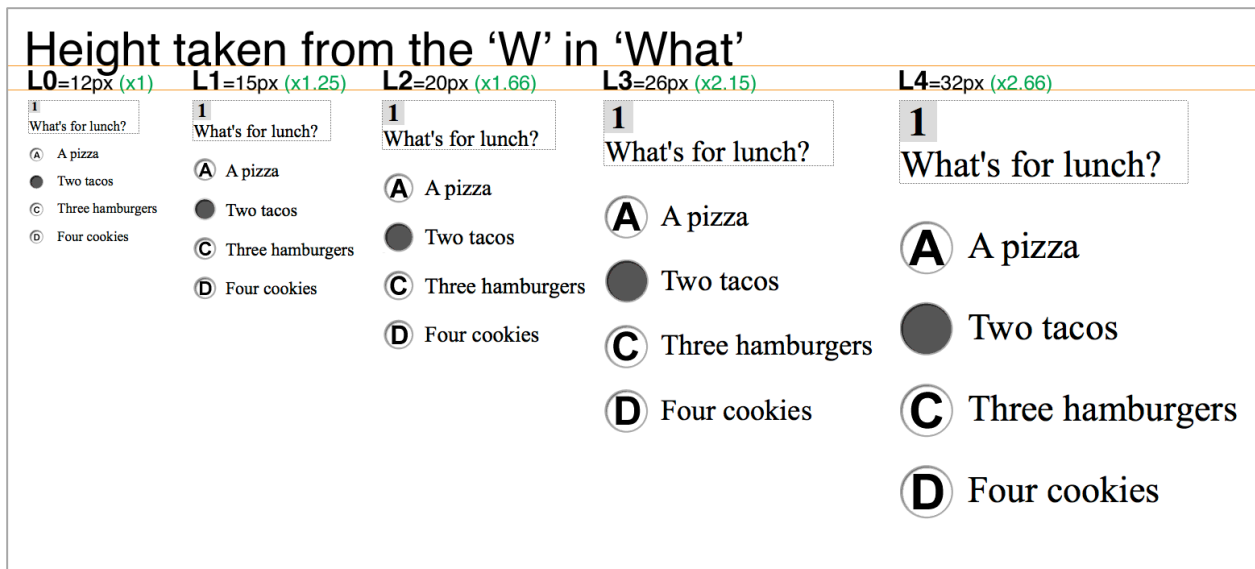 Height taken from the ‘W’ in ‘What’
L0=12px (x1)
1
What's for lunch?
A A pizza
Two tacos
C Three hamburgers
D Four cookies
L1=15px (x1.25)
1
What's for lunch?
A A pizza
Two tacos
C Three hamburgers
D Four cookies
L2=20px (x1.66)
1
What's for lunch?
A A pizza
Two tacos
C Three hamburgers
D Four cookies
L3=26px (x2.15)
1
What's for lunch?
A A pizza
Two tacos
C Three hamburgers
D Four cookies
L4=32px (x2.66)
1
What's for lunch?
A A pizza
Two tacos
C Three hamburgers
D Four cookies